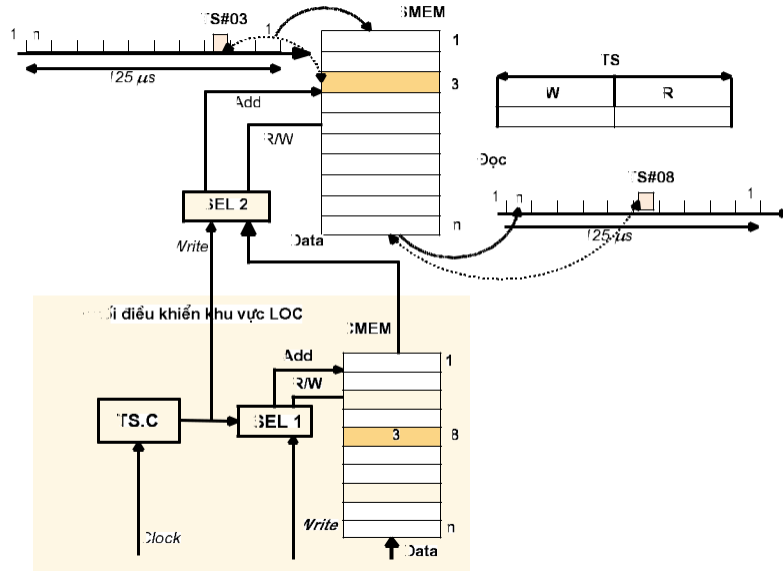 SMEM
TS#03
1 n 1
1
125 µs
3
TS
W R
Add
R/W
Đọc
TS#08
SEL 2
1 n 1
n
Write
Data
125 µs
ối điều khiển khu vực LOC
CMEM
Add
1
R/W
TS.C
SEL 1
3 8
Write
n
Clock
Data